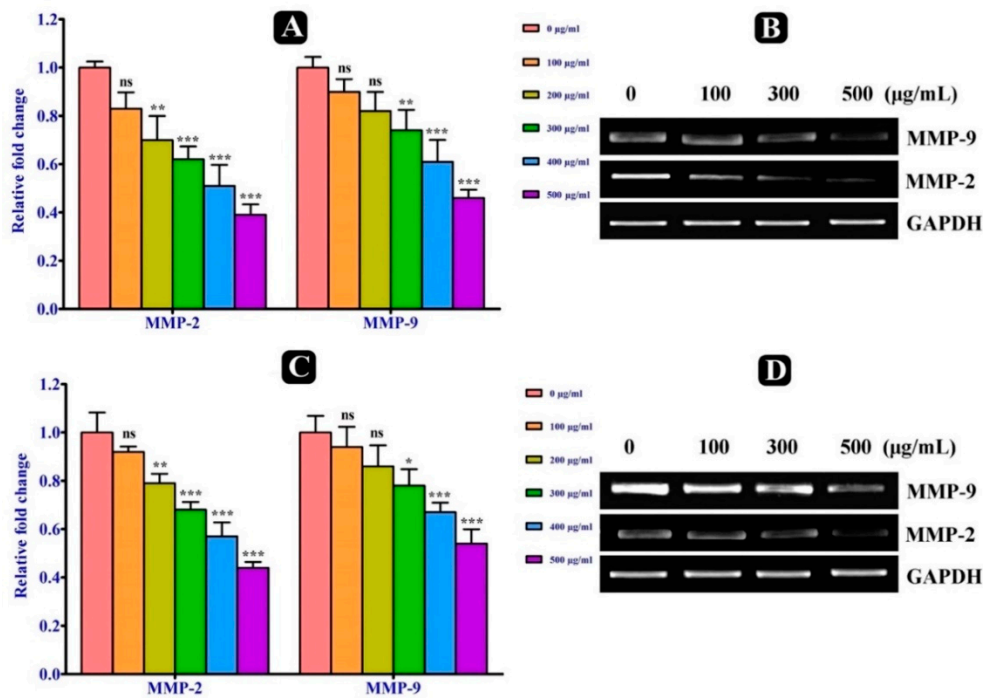 A
Relative fold change
1.2
1.0
0.8
0.6
0.4
0.2
0.0
ns
**
***
***
***
ns
ns
**
***
***
MMP-2
MMP-9
0 µg/ml
100 µg/ml
200 µg/ml
300 µg/ml
400 µg/ml
500 µg/ml
B
0 100 300 500 (µg/mL)
MMP-9
MMP-2
GAPDH
C
Relative fold change
1.2
1.0
0.8
0.6
0.4
0.2
0.0
ns
**
***
***
***
ns
ns
*
***
***
MMP-2
MMP-9
0 µg/ml
100 µg/ml
200 µg/ml
300 µg/ml
400 µg/ml
500 µg/ml
D
0 100 300 500 (µg/mL)
MMP-9
MMP-2
GAPDH